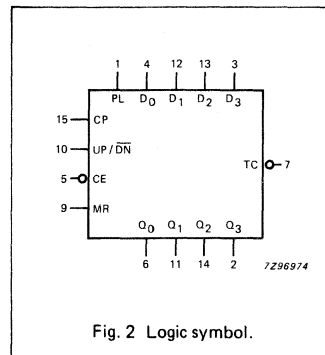 1 4 12 13 3
PL D0 D1 D2 D3
15 CP
10 UP/D̅N̅
TC 7
5 CE
9 MR
Q0 Q1 Q2 Q3
6 11 14 2
7Z96974
Fig. 2 Logic symbol.